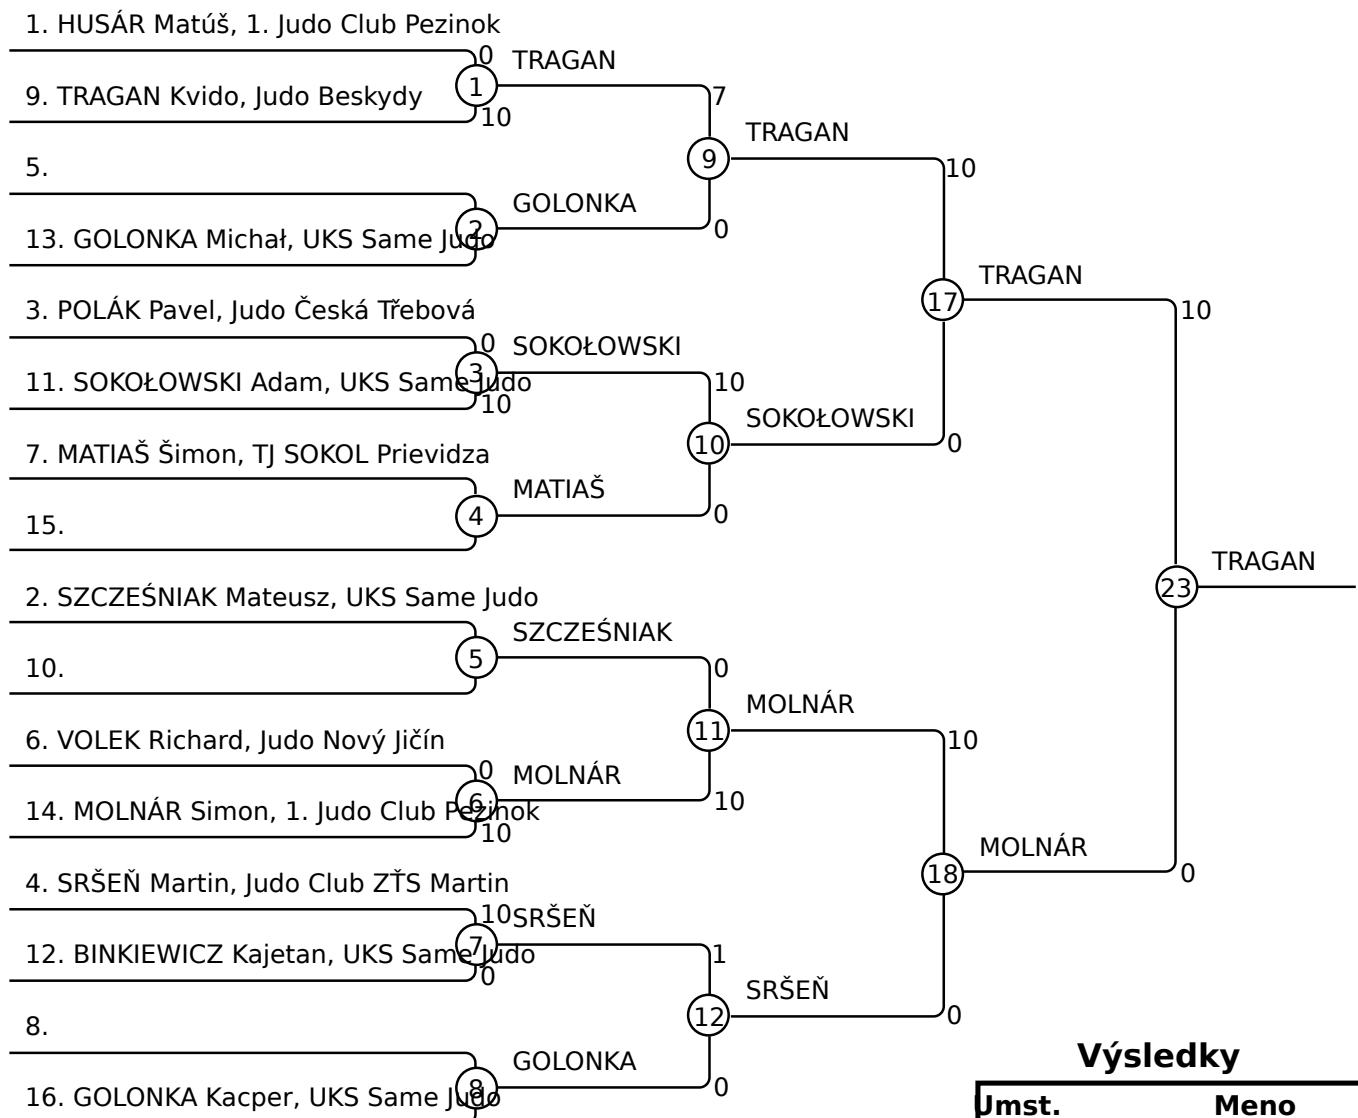 1. HUSÁR Matúš, 1. Judo Club Pezinok
0
TRAGAN
1
7
9. TRAGAN Kvido, Judo Beskydy
10
TRAGAN
9
10
5.
GOLONKA
2
0
13. GOLONKA Michał, UKS Same Judo
TRAGAN
17
10
3. POLÁK Pavel, Judo Česká Třebová
0
SOKOŁOWSKI
3
10
11. SOKOŁOWSKI Adam, UKS Same Judo
10
SOKOŁOWSKI
10
0
7. MATIAŠ Šimon, TJ SOKOL Prievidza
MATIAŠ
4
0
15.
TRAGAN
23
2. SZCZEŚNIAK Mateusz, UKS Same Judo
SZCZEŚNIAK
5
0
10.
MOLNÁR
11
10
6. VOLEK Richard, Judo Nový Jičín
0
MOLNÁR
6
10
14. MOLNÁR Simon, 1. Judo Club Pezinok
10
MOLNÁR
18
0
4. SRŠEŇ Martin, Judo Club ZŤS Martin
10
SRŠEŇ
7
1
12. BINKIEWICZ Kajetan, UKS Same Judo
0
SRŠEŇ
12
0
8.
GOLONKA
8
0
16. GOLONKA Kacper, UKS Same Judo
Výsledky
Umst. Meno